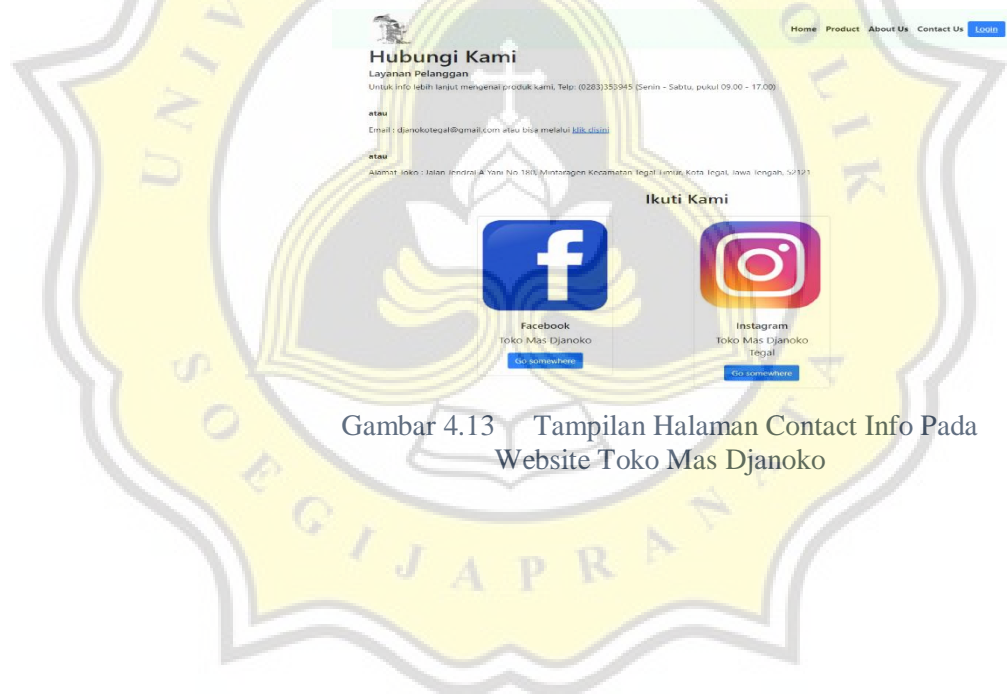 Home Product About Us Contact Us Login
Hubungi Kami
Layanan Pelanggan
Untuk info lebih lanjut mengenai produk kami, Telp: (0283)353945 (Senin - Sabtu, pukul 09.00 - 17.00)
atau
Email : djanokotegal@gmail.com atau bisa melalui klik disini
atau
Alamat Toko : Jalan Jendral A Yani No 180, Mintaragen Kecamatan Tegal Timur, Kota Tegal, Jawa Tengah, 52121
Ikuti Kami
Facebook
Toko Mas Djanoko
Go somewhere
Instagram
Toko Mas Djanoko
Tegal
Go somewhere
Gambar 4.13 Tampilan Halaman Contact Info Pada
Website Toko Mas Djanoko
SOEGIJAPRANATA